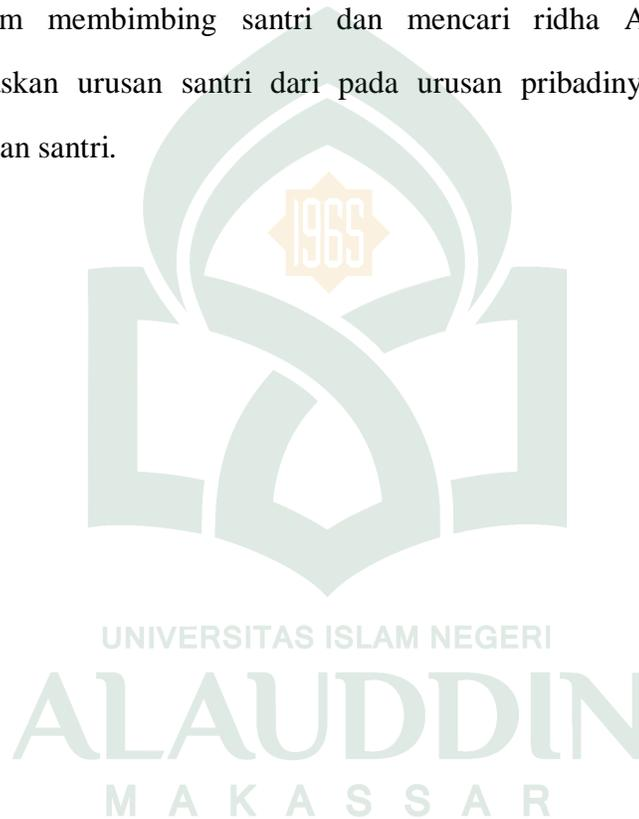 m membimbing santri dan mencari ridha A
skan urusan santri dari pada urusan pribadiny
an santri.
1965
UNIVERSITAS ISLAM NEGERI
ALAUDDIN
MAKASSAR